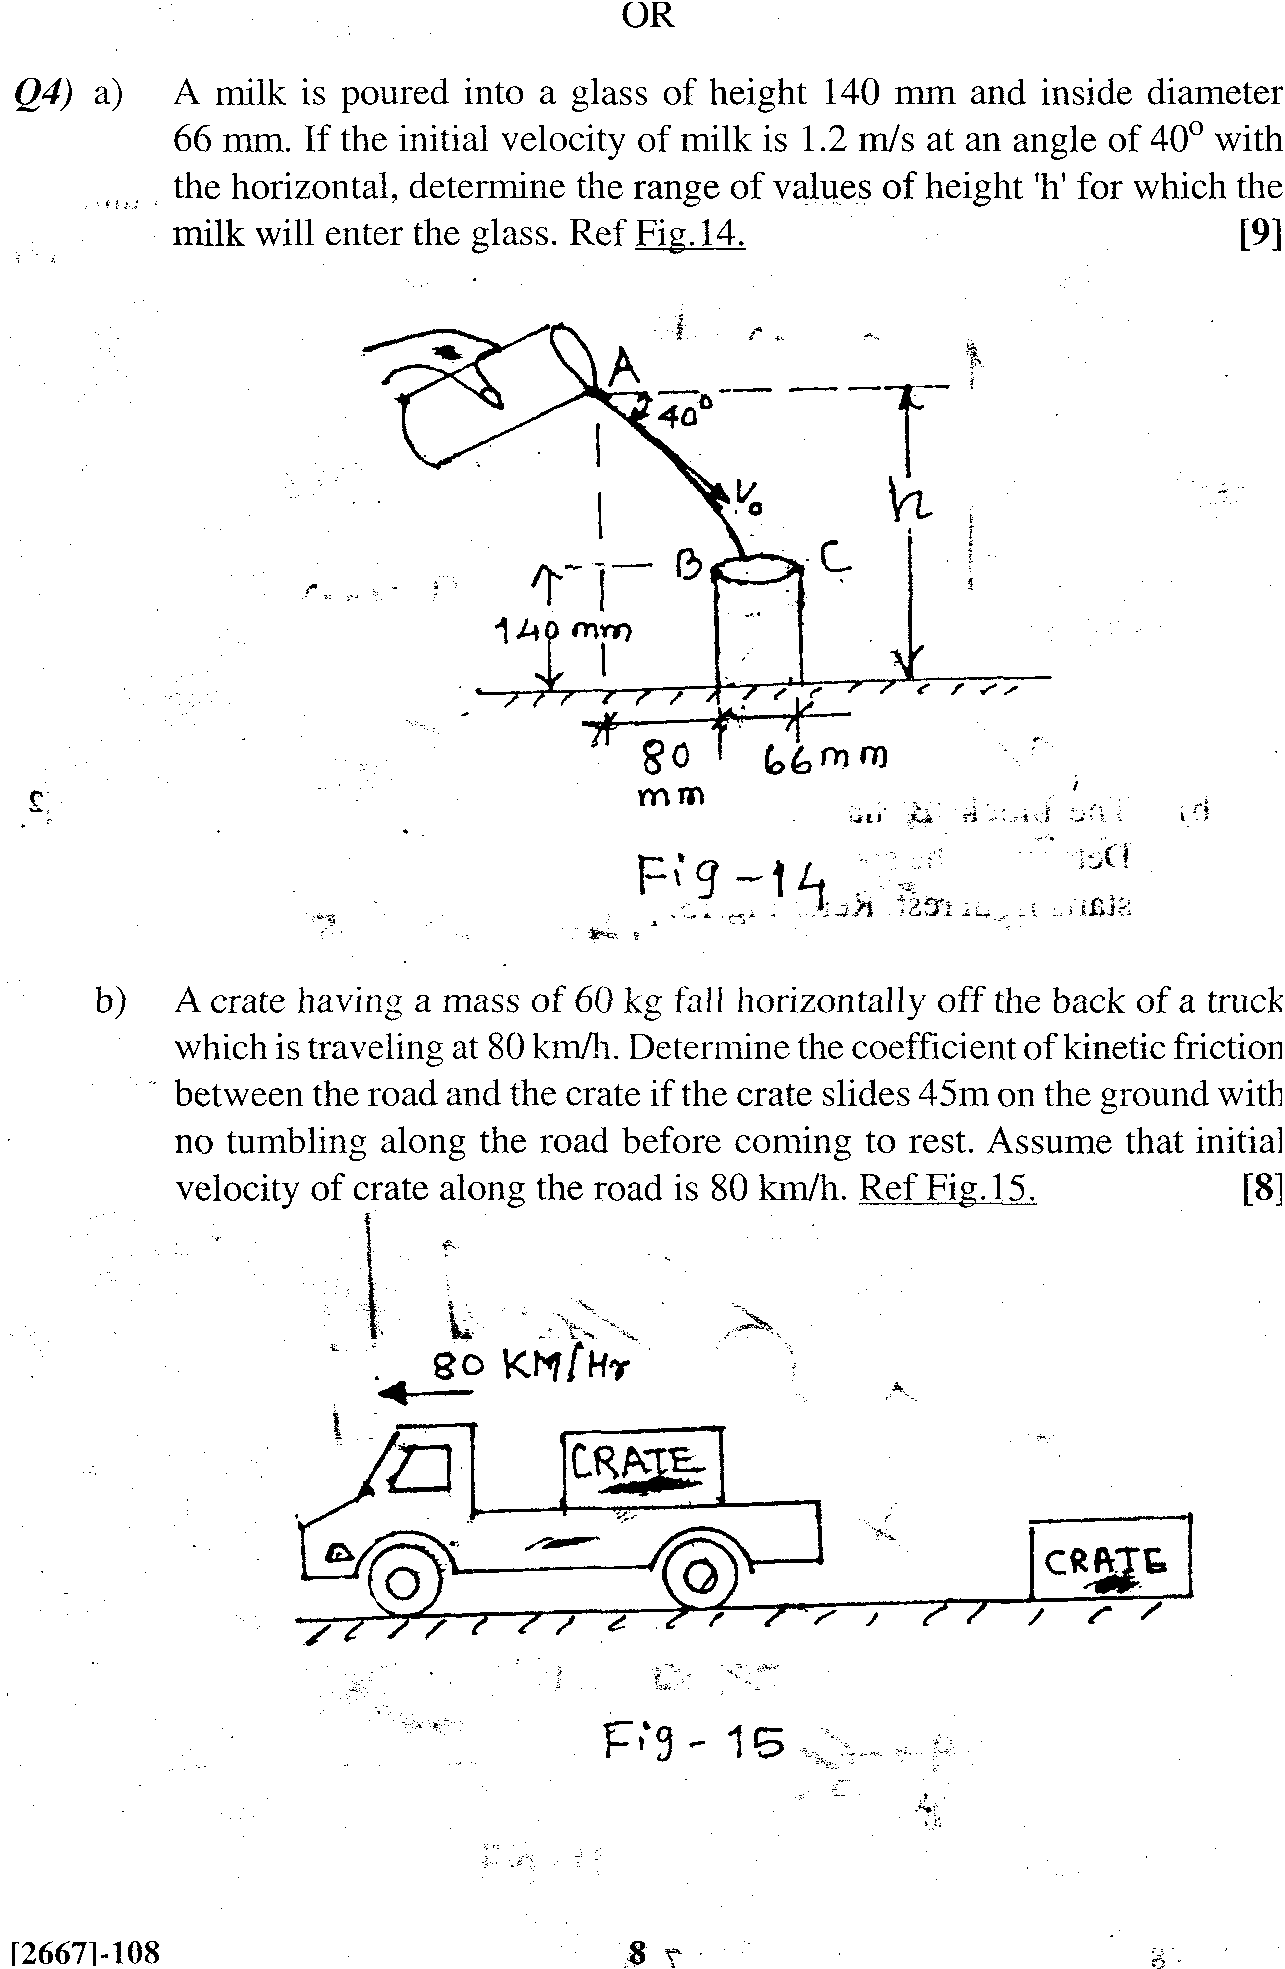 OR
Q4) a) A milk is poured into a glass of height 140 mm and inside diameter
66 mm. If the initial velocity of milk is 1.2 m/s at an angle of 40° with
the horizontal, determine the range of values of height 'h' for which the
milk will enter the glass. Ref Fig.14. [9]
A
40°
V₀
h
B
C
140 mm
80
mm
66 mm
Fig-14
b) A crate having a mass of 60 kg fall horizontally off the back of a truck
which is traveling at 80 km/h. Determine the coefficient of kinetic friction
between the road and the crate if the crate slides 45m on the ground with
no tumbling along the road before coming to rest. Assume that initial
velocity of crate along the road is 80 km/h. Ref Fig.15. [8]
80 KM/Hr
CRATE
CRATE
Fig-15
[2667]-108
8